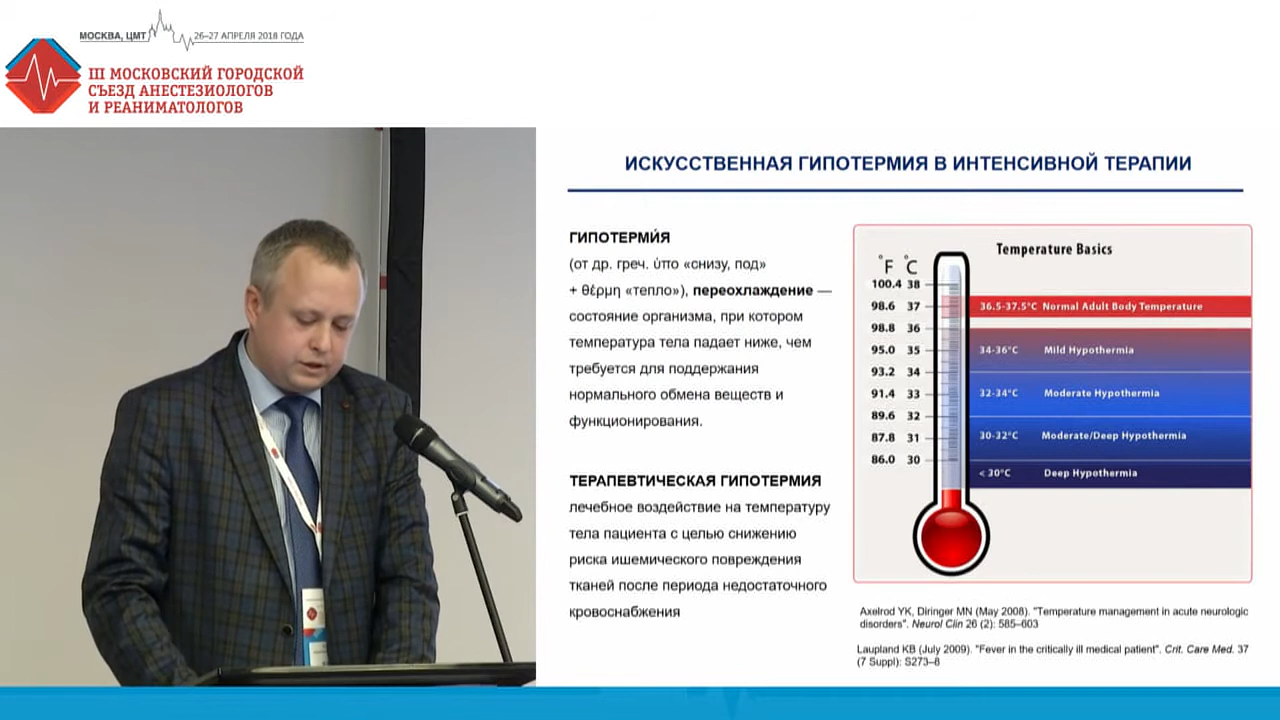 МОСКВА, ЦМТ 26–27 АПРЕЛЯ 2018 ГОДА
III МОСКОВСКИЙ ГОРОДСКОЙ
СЪЕЗД АНЕСТЕЗИОЛОГОВ
И РЕАНИМАТОЛОГОВ
ИСКУССТВЕННАЯ ГИПОТЕРМИЯ В ИНТЕНСИВНОЙ ТЕРАПИИ
ГИПОТЕРМИ́Я
(от др. греч. ὑπο «снизу, под»
+ θέρμη «тепло»), переохлаждение —
состояние организма, при котором
температура тела падает ниже, чем
требуется для поддержания
нормального обмена веществ и
функционирования.
ТЕРАПЕВТИЧЕСКАЯ ГИПОТЕРМИЯ
лечебное воздействие на температуру
тела пациента с целью снижению
риска ишемического повреждения
тканей после периода недостаточного
кровоснабжения
Temperature Basics
°F °C
100.4 38
98.6 37
36.5-37.5°C Normal Adult Body Temperature
98.8 36
95.0 35
34-36°C Mild Hypothermia
93.2 34
91.4 33
32-34°C Moderate Hypothermia
89.6 32
87.8 31
30-32°C Moderate/Deep Hypothermia
86.0 30
< 30°C Deep Hypothermia
Axelrod YK, Diringer MN (May 2008). "Temperature management in acute neurologic
disorders". Neurol Clin 26 (2): 585–603
Laupland KB (July 2009). "Fever in the critically ill medical patient". Crit. Care Med. 37
(7 Suppl): S273–8